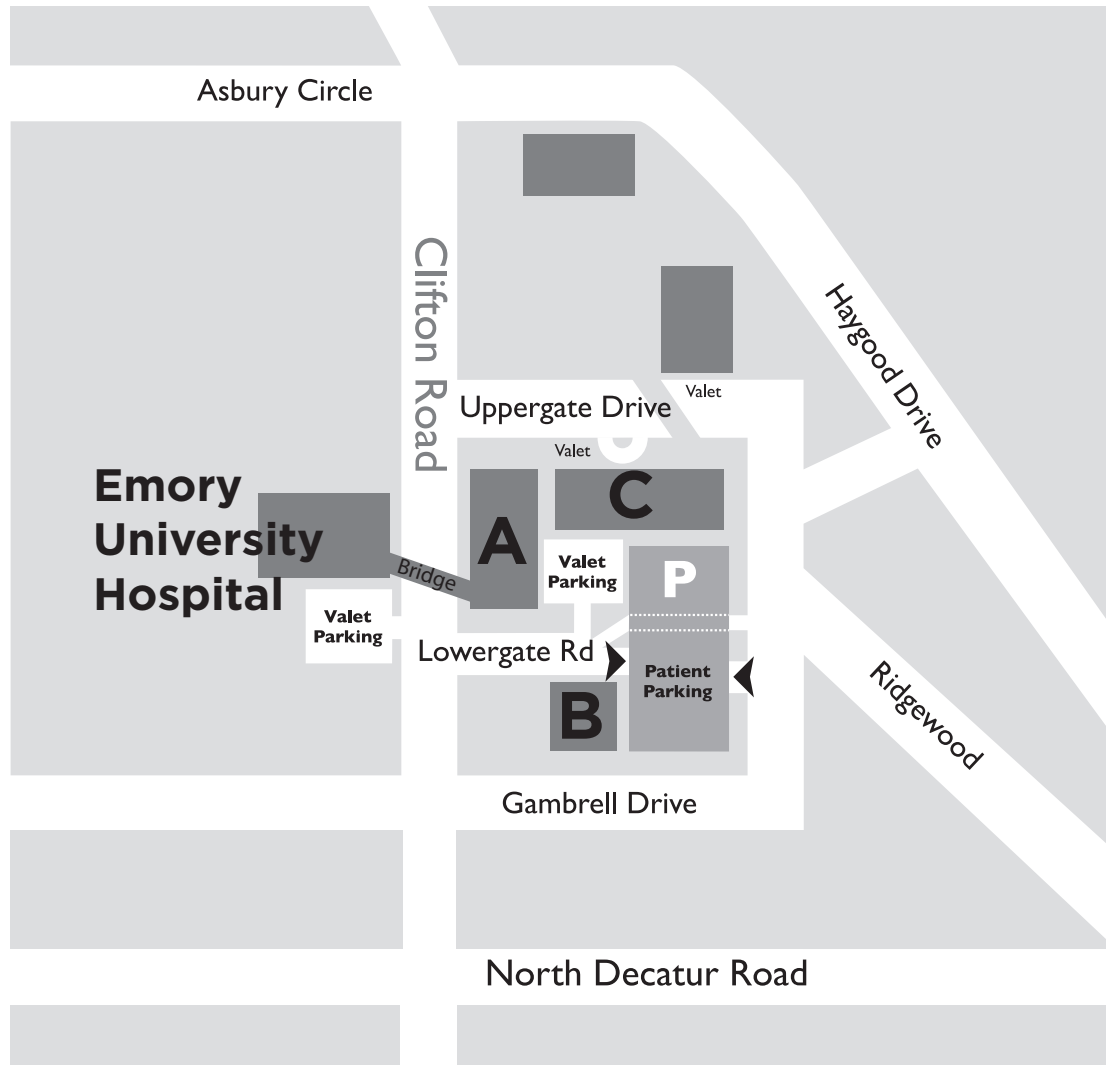 Asbury Circle
Clifton Road
Haygood Drive
Valet
Uppergate Drive
Valet
Emory
University
Hospital
A
C
Bridge
Valet
Parking
P
Valet
Parking
Lowergate Rd
Patient
Parking
B
Ridgewood
Gambrell Drive
North Decatur Road